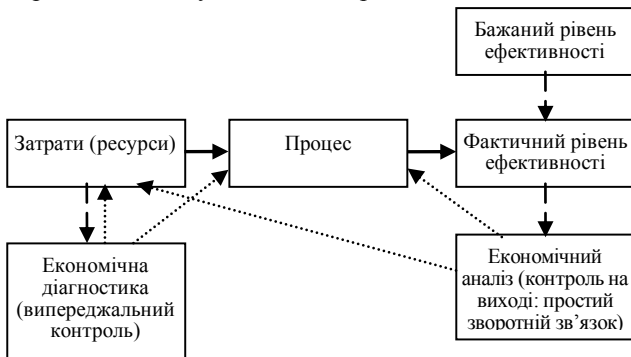 Бажаний рівень
ефективності
Затрати (ресурси)
Процес
Фактичний рівень
ефективності
Економічна
діагностика
(випереджальний
контроль)
Економічний
аналіз (контроль на
виході: простий
зворотній зв’язок)